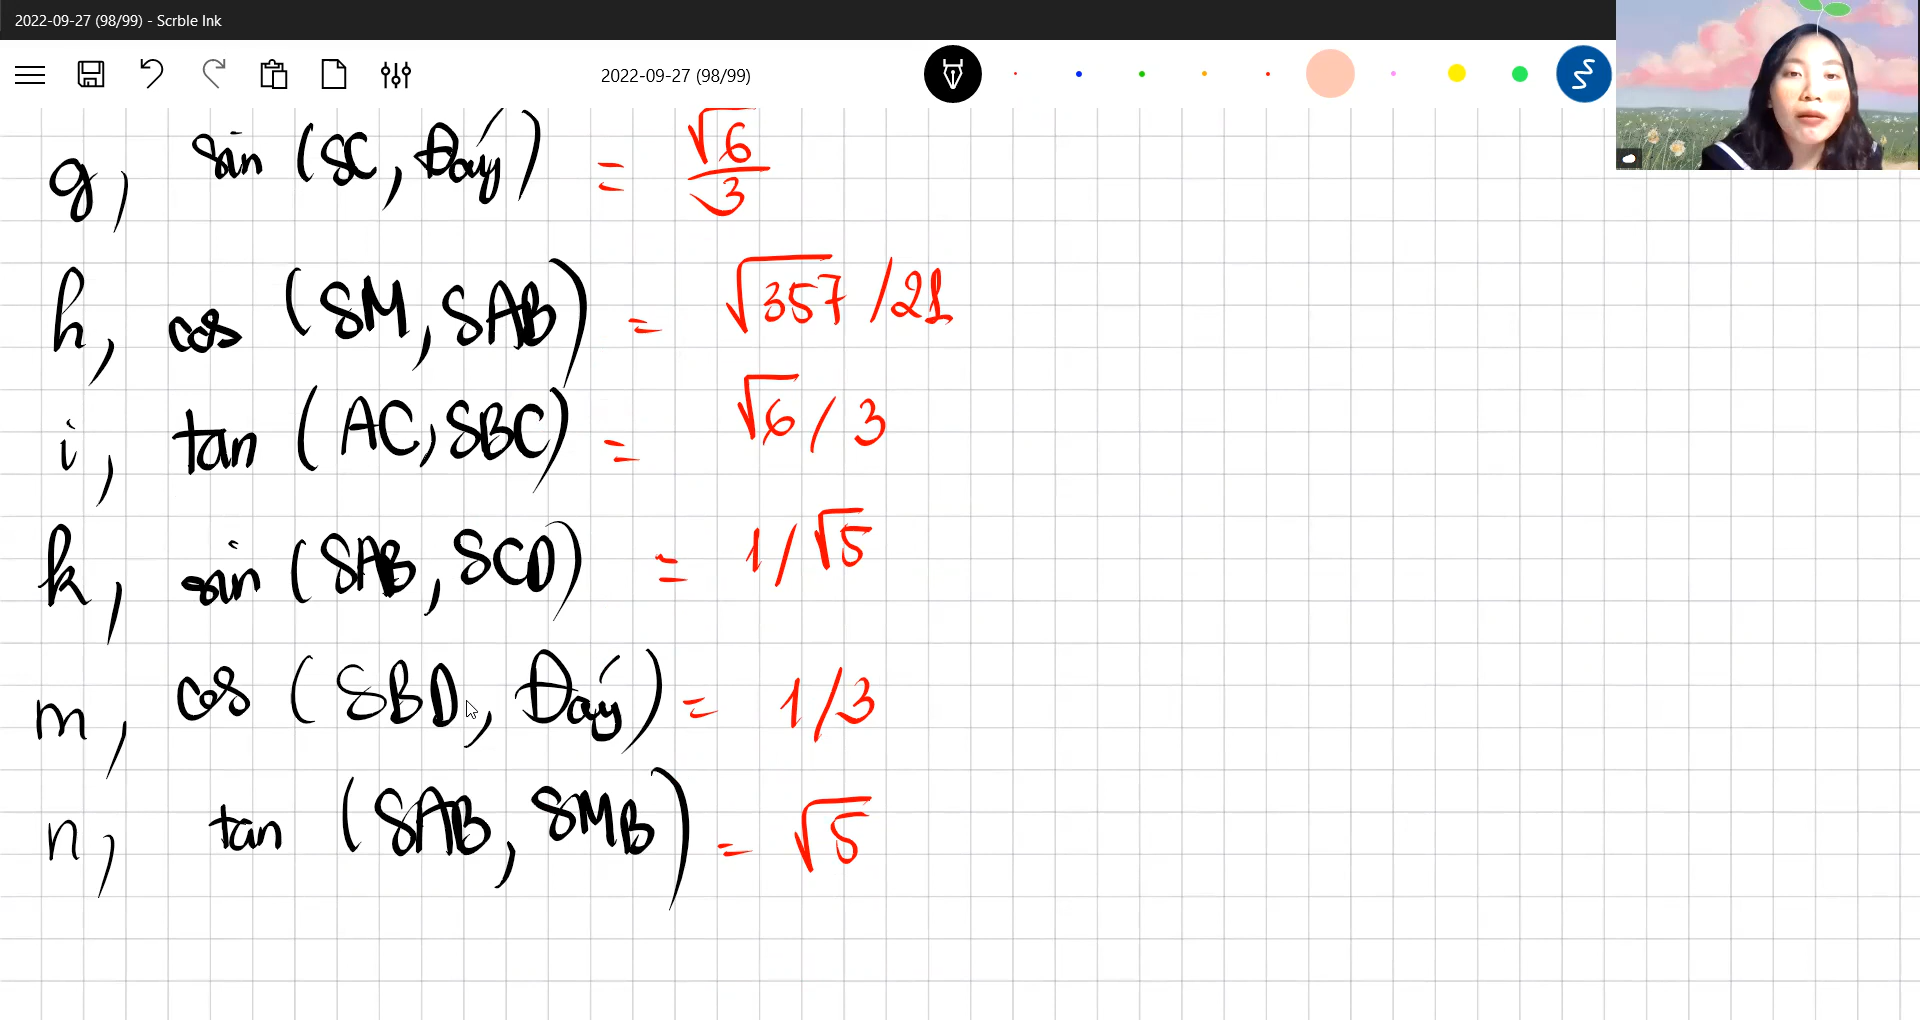 2022-09-27 (98/99) - Scrble Ink
2022-09-27 (98/99)
g, sin (SC, Đáy) = √6/3
h, cos (SM, SAB) = √357/21
i, tan (AC, SBC) = √6/3
k, sin (SAB, SCD) = 1/√5
m, cos (SBD, Đáy) = 1/3
n, tan (SAB, SMB) = √5